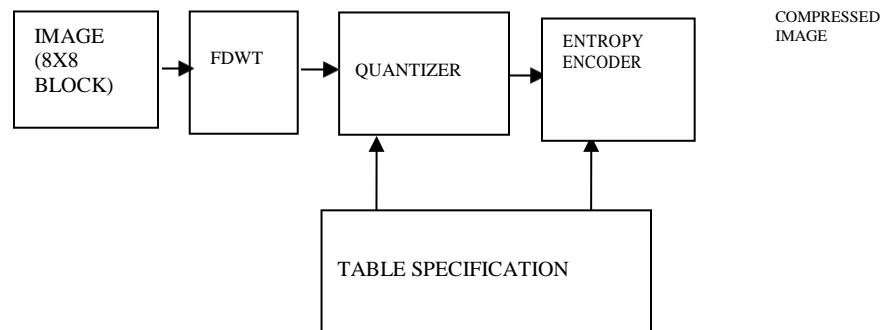 IMAGE
(8X8
BLOCK)
FDWT
QUANTIZER
ENTROPY
ENCODER
COMPRESSED
IMAGE
TABLE SPECIFICATION